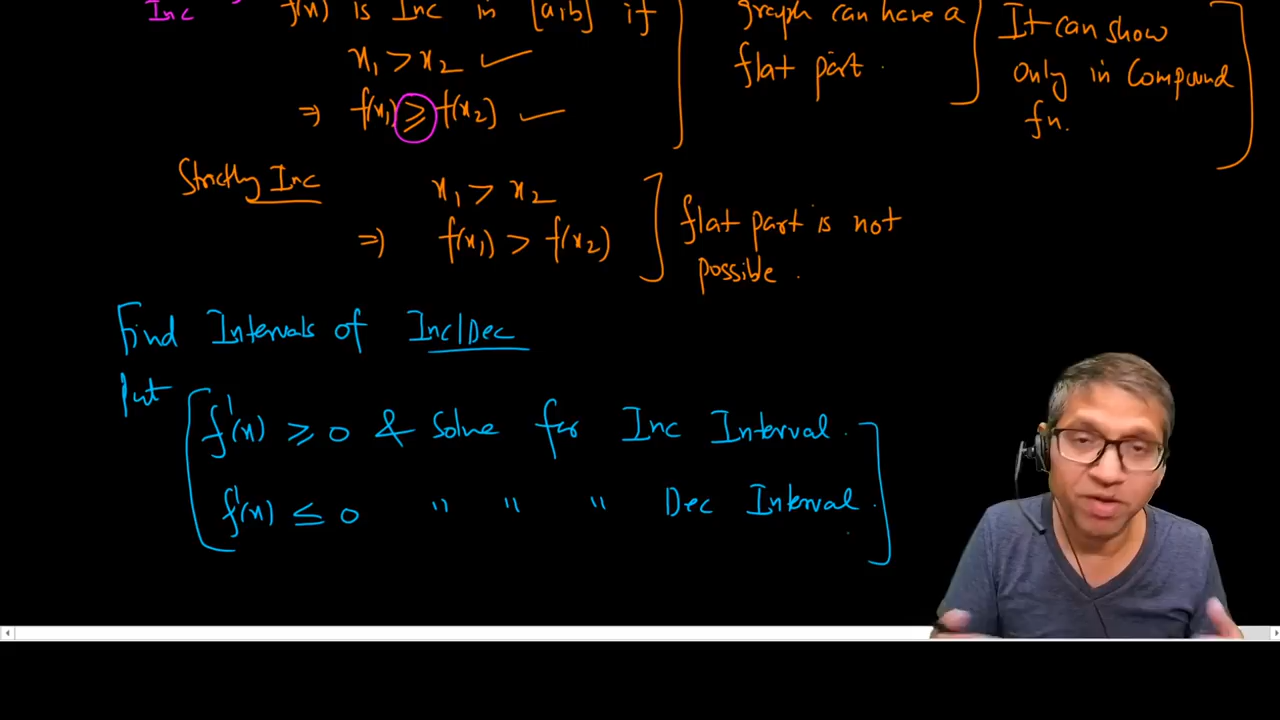 Inc f(x) is Inc in [a,b] if
x₁ > x₂
⇒ f(x₁) ⩾ f(x₂)
graph can have a
flat part.
It can show
only in Compound
fn.
Strictly Inc x₁ > x₂
⇒ f(x₁) > f(x₂)
flat part is not
possible.
Find Intervals of Inc/Dec
Put
f'(x) ⩾ 0 & Solve for Inc Interval.
f'(x) ≤ 0 " " " Dec Interval.